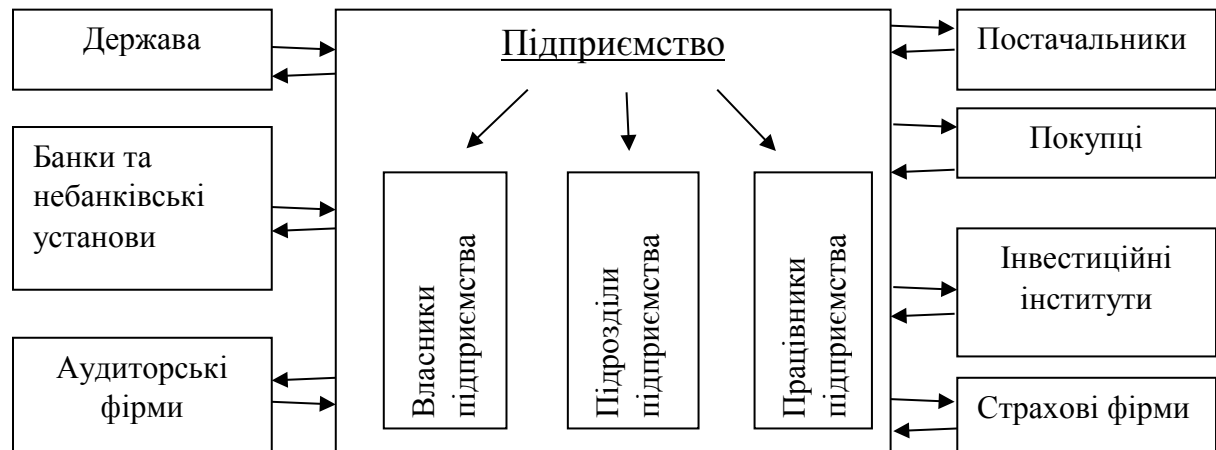 Держава
Банки та
небанківські
установи
Аудиторські
фірми
Підприємство
Власники
підприємства
Підрозділи
підприємства
Працівники
підприємства
Постачальники
Покупці
Інвестиційні
інститути
Страхові фірми